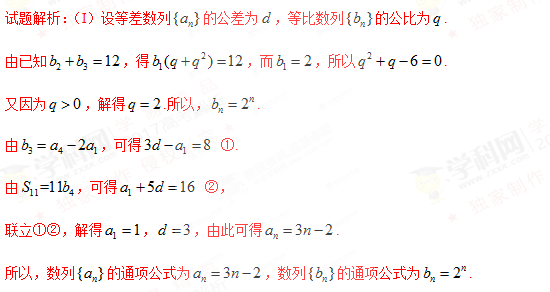 试题解析：（I）设等差数列{aₙ}的公差为d，等比数列{bₙ}的公比为q.
由已知b₂+b₃=12，得b₁(q+q²)=12，而b₁=2，所以q²+q−6=0.
又因为q>0，解得q=2.所以，bₙ=2ⁿ.
由b₃=a₄−2a₁，可得3d−a₁=8 ①.
由S₁₁=11b₄，可得a₁+5d=16 ②，
联立①②，解得a₁=1，d=3，由此可得aₙ=3n−2.
所以，数列{aₙ}的通项公式为aₙ=3n−2，数列{bₙ}的通项公式为bₙ=2ⁿ.